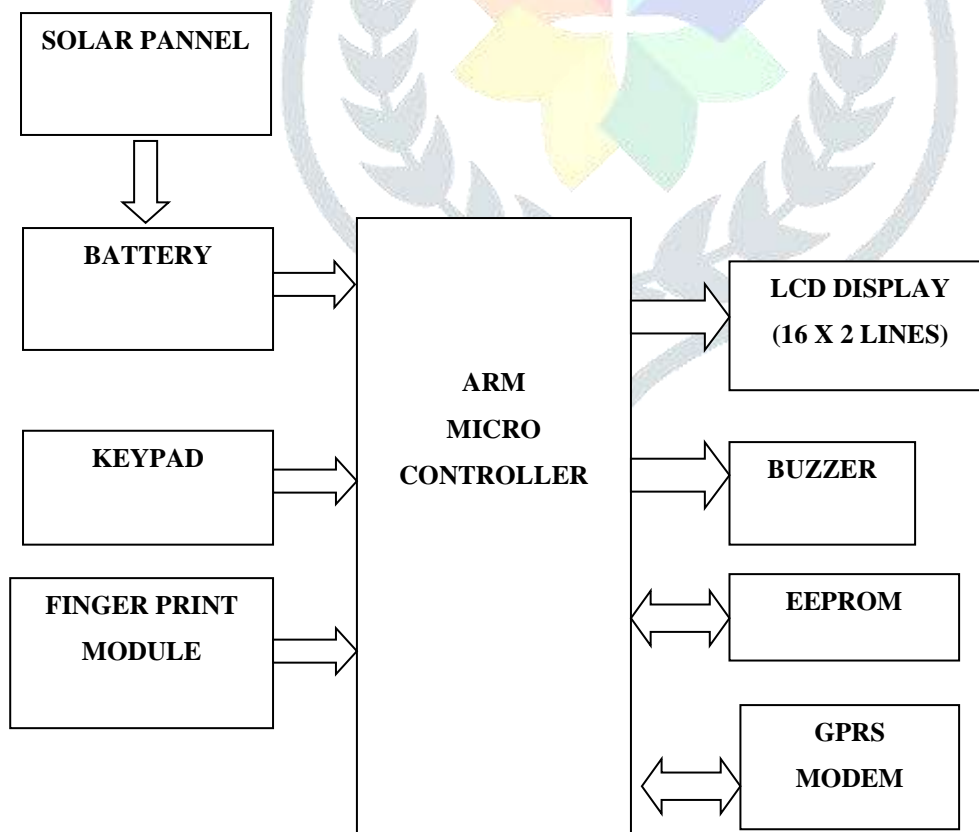 SOLAR PANNEL
BATTERY
KEYPAD
FINGER PRINT
MODULE
ARM
MICRO
CONTROLLER
LCD DISPLAY
(16 X 2 LINES)
BUZZER
EEPROM
GPRS
MODEM